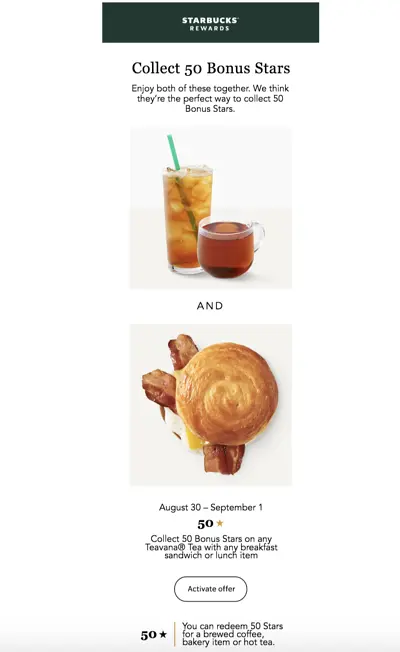 STARBUCKS®
REWARDS
Collect 50 Bonus Stars
Enjoy both of these together. We think
they're the perfect way to collect 50
Bonus Stars.
AND
August 30 – September 1
50★
Collect 50 Bonus Stars on any
Teavana® Tea with any breakfast
sandwich or lunch item
Activate offer
50★
You can redeem 50 Stars
for a brewed coffee,
bakery item or hot tea.